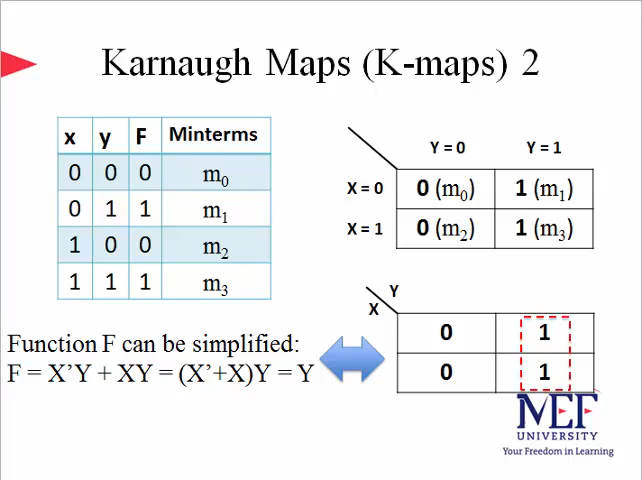 Karnaugh Maps (K-maps) 2
x y F Minterms
0 0 0 m0
0 1 1 m1
1 0 0 m2
1 1 1 m3
Y = 0 Y = 1
X = 0 0 (m0) 1 (m1)
X = 1 0 (m2) 1 (m3)
Y
X
0 1
0 1
Function F can be simplified:
F = X’Y + XY = (X’+X)Y = Y
MEF
UNIVERSITY
Your Freedom in Learning